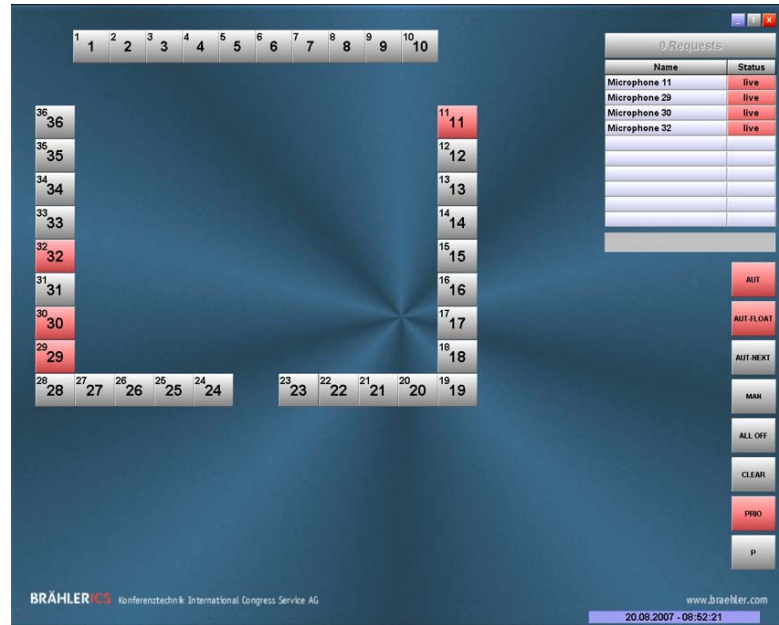 _ I X
1 1 2 2 3 3 4 4 5 5 6 6 7 7 8 8 9 9 10 10
0 Requests
Name Status
Microphone 11 live
Microphone 29 live
Microphone 30 live
Microphone 32 live
36 36
35 35
34 34
33 33
32 32
31 31
30 30
29 29
28 28 27 27 26 26 25 25 24 24
11 11
12 12
13 13
14 14
15 15
16 16
17 17
18 18
23 23 22 22 21 21 20 20 19 19
AUT
AUT-FLOAT
AUT-NEXT
MAN
ALL OFF
CLEAR
PRIO
P
BRÄHLERICS Konferenztechnik International Congress Service AG
www.braehler.com
20.08.2007 - 08:52:21